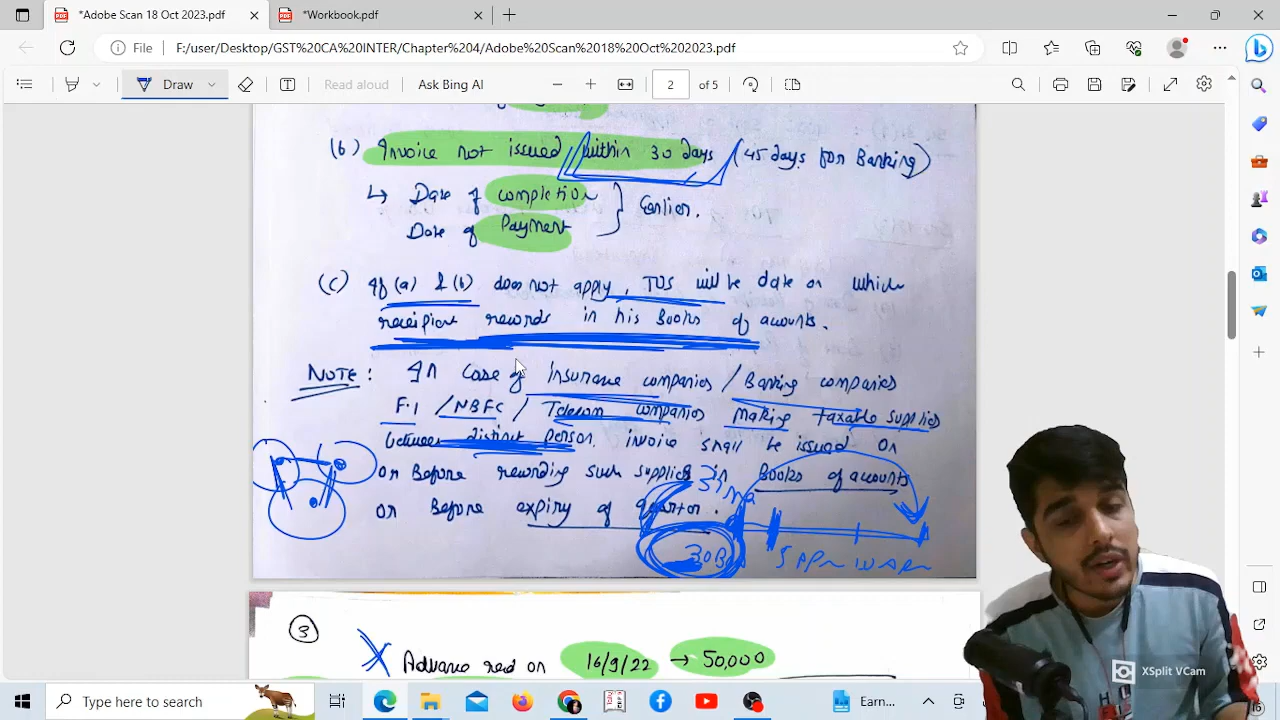 *Adobe Scan 18 Oct 2023.pdf
*Workbook.pdf
File
F:/user/Desktop/GST%20CA%20INTER/Chapter%204/Adobe%20Scan%2018%20Oct%202023.pdf
Draw
Read aloud
Ask Bing AI
2
of 5
(b) Invoice not issued within 30 days (45 days for Banking)
↳ Date of completion
Date of Payment } Earlier.
(c) If (a) & (b) does not apply, TOS will be date on which
recipient records in his Books of acounts.
NOTE: In Case of Insurance companies / Banking companies
F.I / NBFC / Telecom companies making taxable supplies
between distinct person. invoice shall be issued on
or Before recording such supplies in Books of accounts
or Before expiry of quarter.
3
Advance recd on 16/9/22 → 50,000
XSplit VCam
Type here to search
Earn...